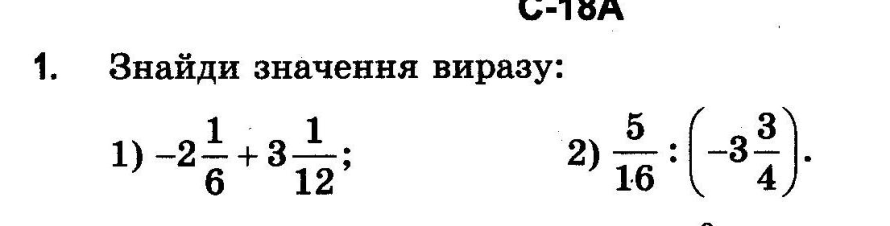 С-18А
1. Знайди значення виразу:
1) −2 1/6 + 3 1/12; 2) 5/16 : (−3 3/4).